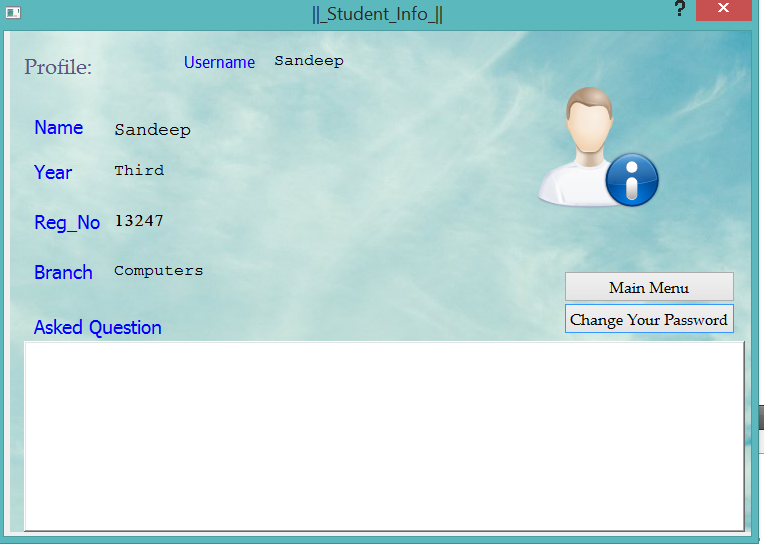 ||_Student_Info_||
?
Profile:
Username Sandeep
Name Sandeep
Year Third
Reg_No 13247
Branch Computers
Main Menu
Change Your Password
Asked Question